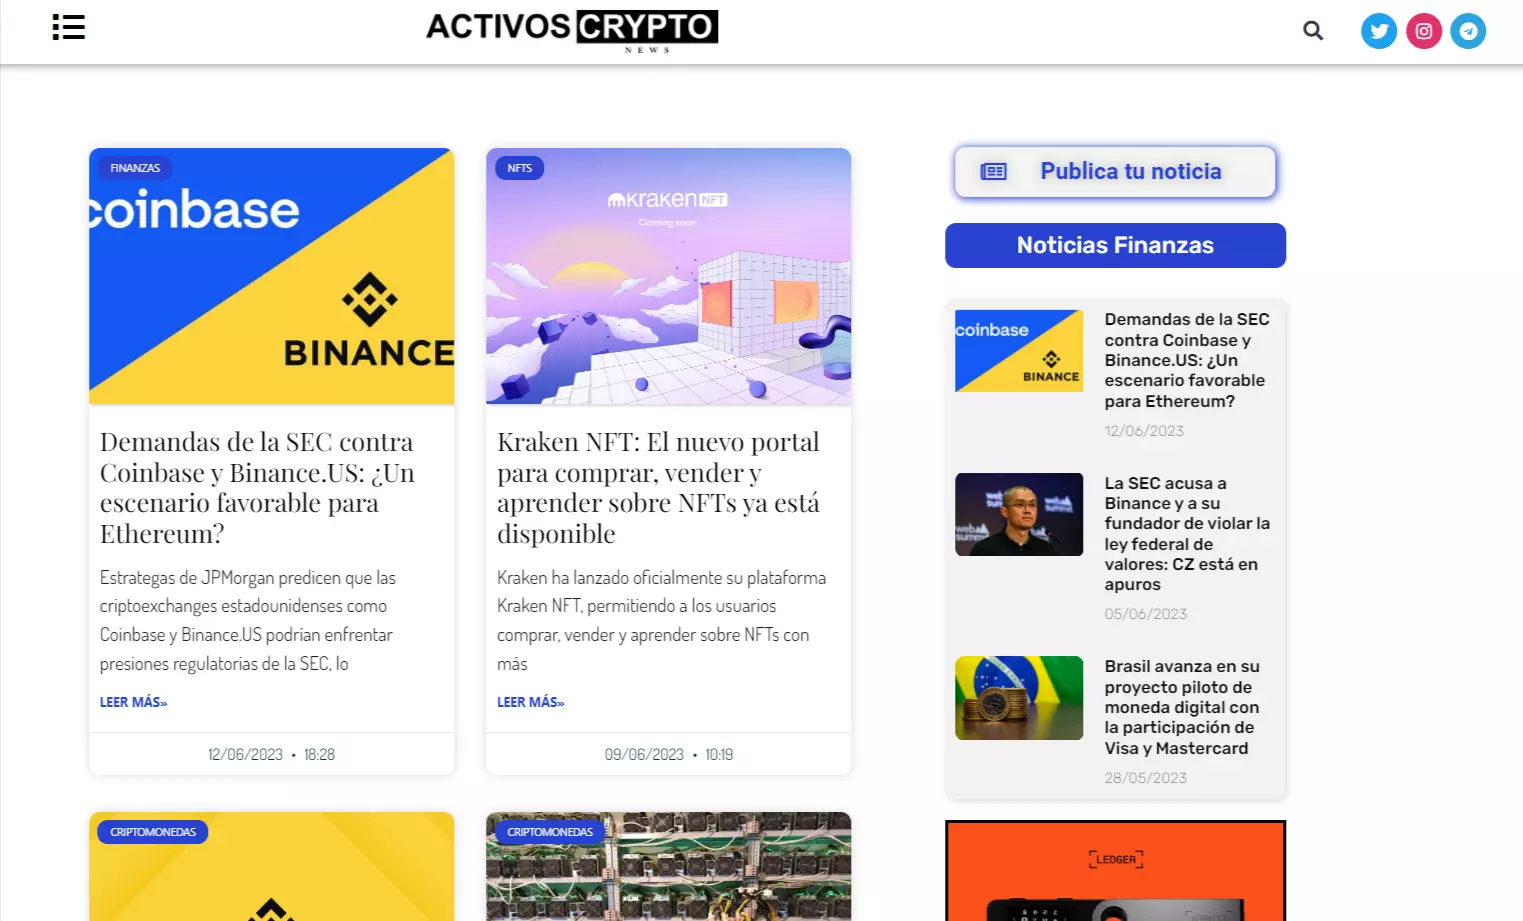 ACTIVOS CRYPTO
NEWS
FINANZAS
coinbase
BINANCE
Demandas de la SEC contra
Coinbase y Binance.US: ¿Un
escenario favorable para
Ethereum?
Estrategas de JPMorgan predicen que las
criptoexchanges estadounidenses como
Coinbase y Binance.US podrían enfrentar
presiones regulatorias de la SEC, lo
LEER MÁS»
12/06/2023 • 18:28
NFTS
kraken NFT
Coming soon
Kraken NFT: El nuevo portal
para comprar, vender y
aprender sobre NFTs ya está
disponible
Kraken ha lanzado oficialmente su plataforma
Kraken NFT, permitiendo a los usuarios
comprar, vender y aprender sobre NFTs con
más
LEER MÁS»
09/06/2023 • 10:19
CRIPTOMONEDAS
CRIPTOMONEDAS
Publica tu noticia
Noticias Finanzas
coinbase
BINANCE
Demandas de la SEC
contra Coinbase y
Binance.US: ¿Un
escenario favorable
para Ethereum?
12/06/2023
web
summit
La SEC acusa a
Binance y a su
fundador de violar la
ley federal de
valores: CZ está en
apuros
05/06/2023
Brasil avanza en su
proyecto piloto de
moneda digital con
la participación de
Visa y Mastercard
28/05/2023
LEDGER